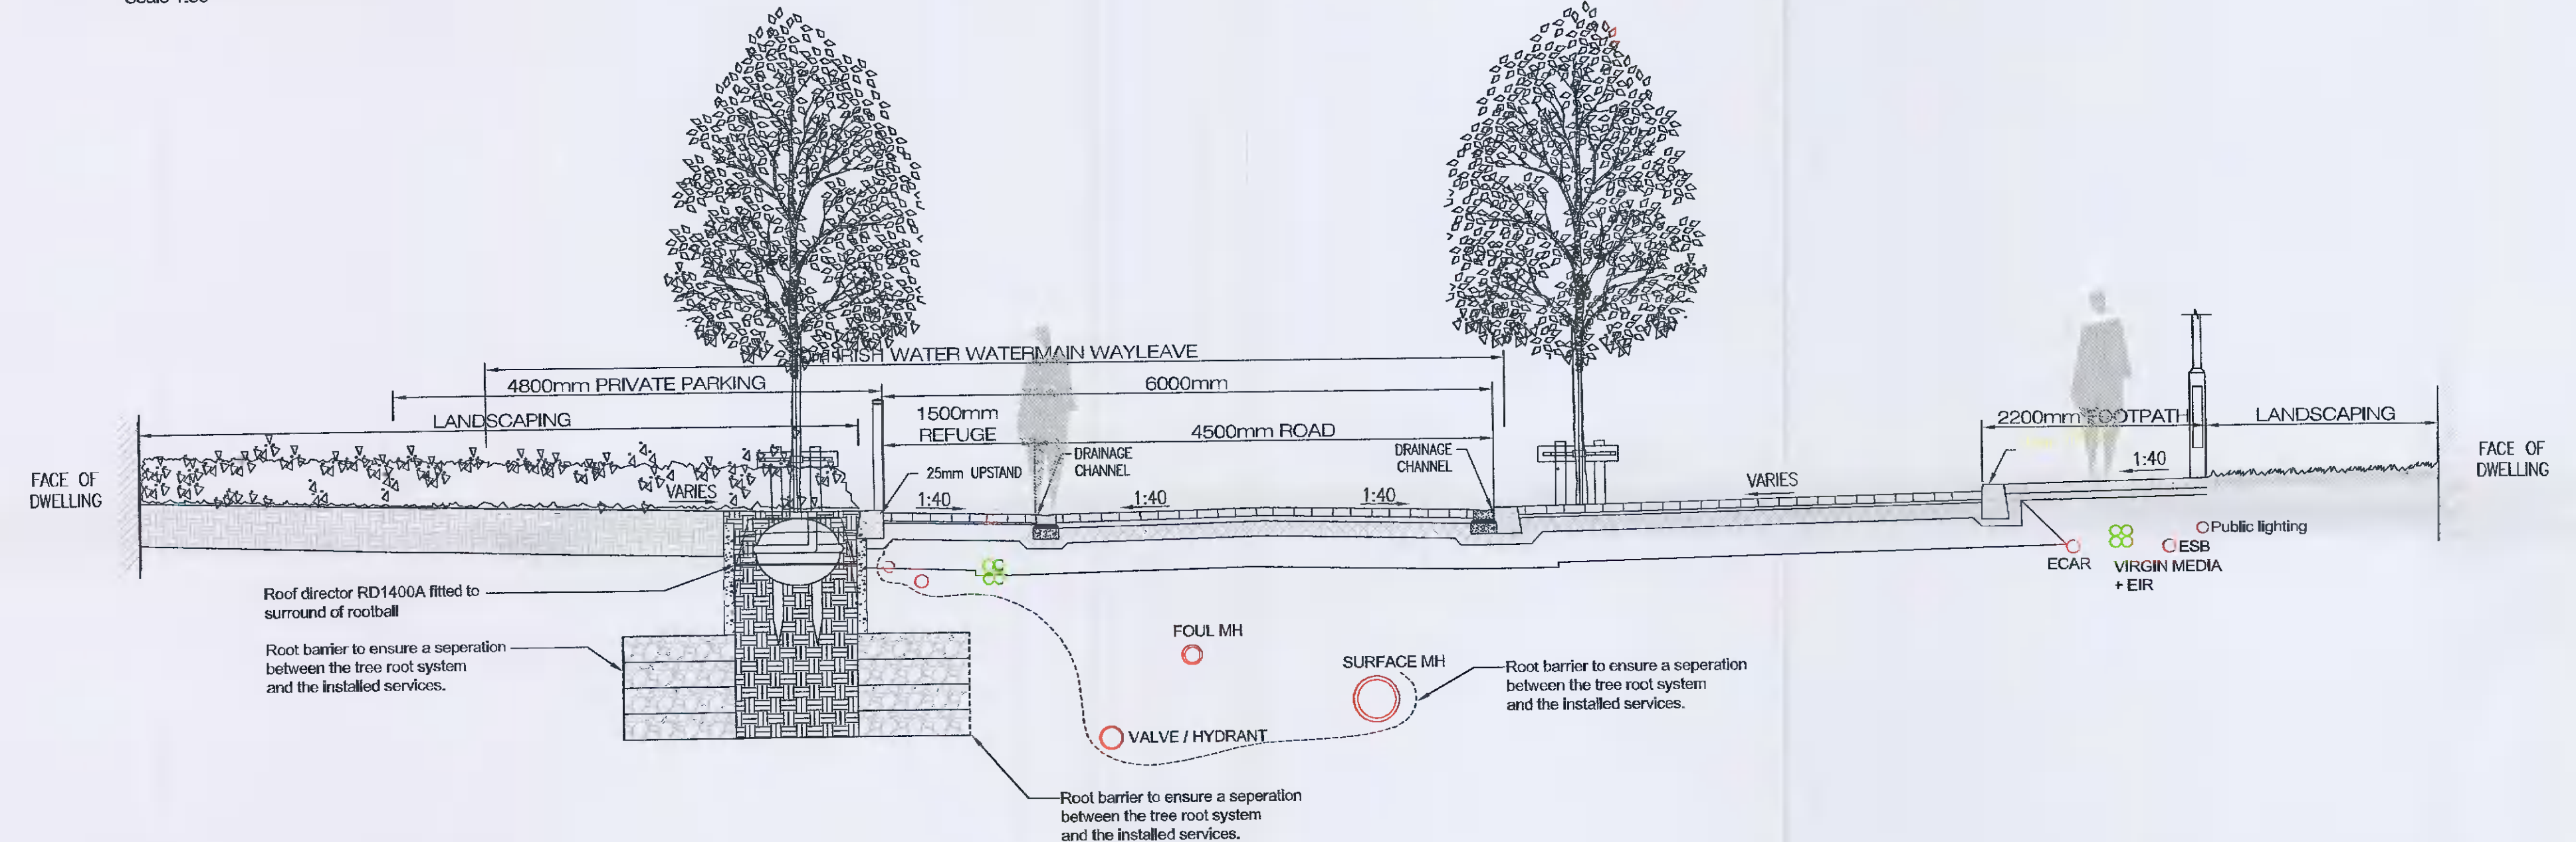 IRISH WATER WATERMAIN WAYLEAVE
4800mm PRIVATE PARKING
6000mm
LANDSCAPING
1500mm
REFUGE
4500mm ROAD
2200mm FOOTPATH
LANDSCAPING
FACE OF
DWELLING
VARIES
25mm UPSTAND
DRAINAGE
CHANNEL
DRAINAGE
CHANNEL
1:40
1:40
1:40
VARIES
1:40
FACE OF
DWELLING
Public lighting
ESB
ECAR
VIRGIN MEDIA
+ EIR
Roof director RD1400A fitted to
surround of rootball
Root barrier to ensure a seperation
between the tree root system
and the installed services.
FOUL MH
SURFACE MH
VALVE / HYDRANT
Root barrier to ensure a seperation
between the tree root system
and the installed services.
Root barrier to ensure a seperation
between the tree root system
and the installed services.